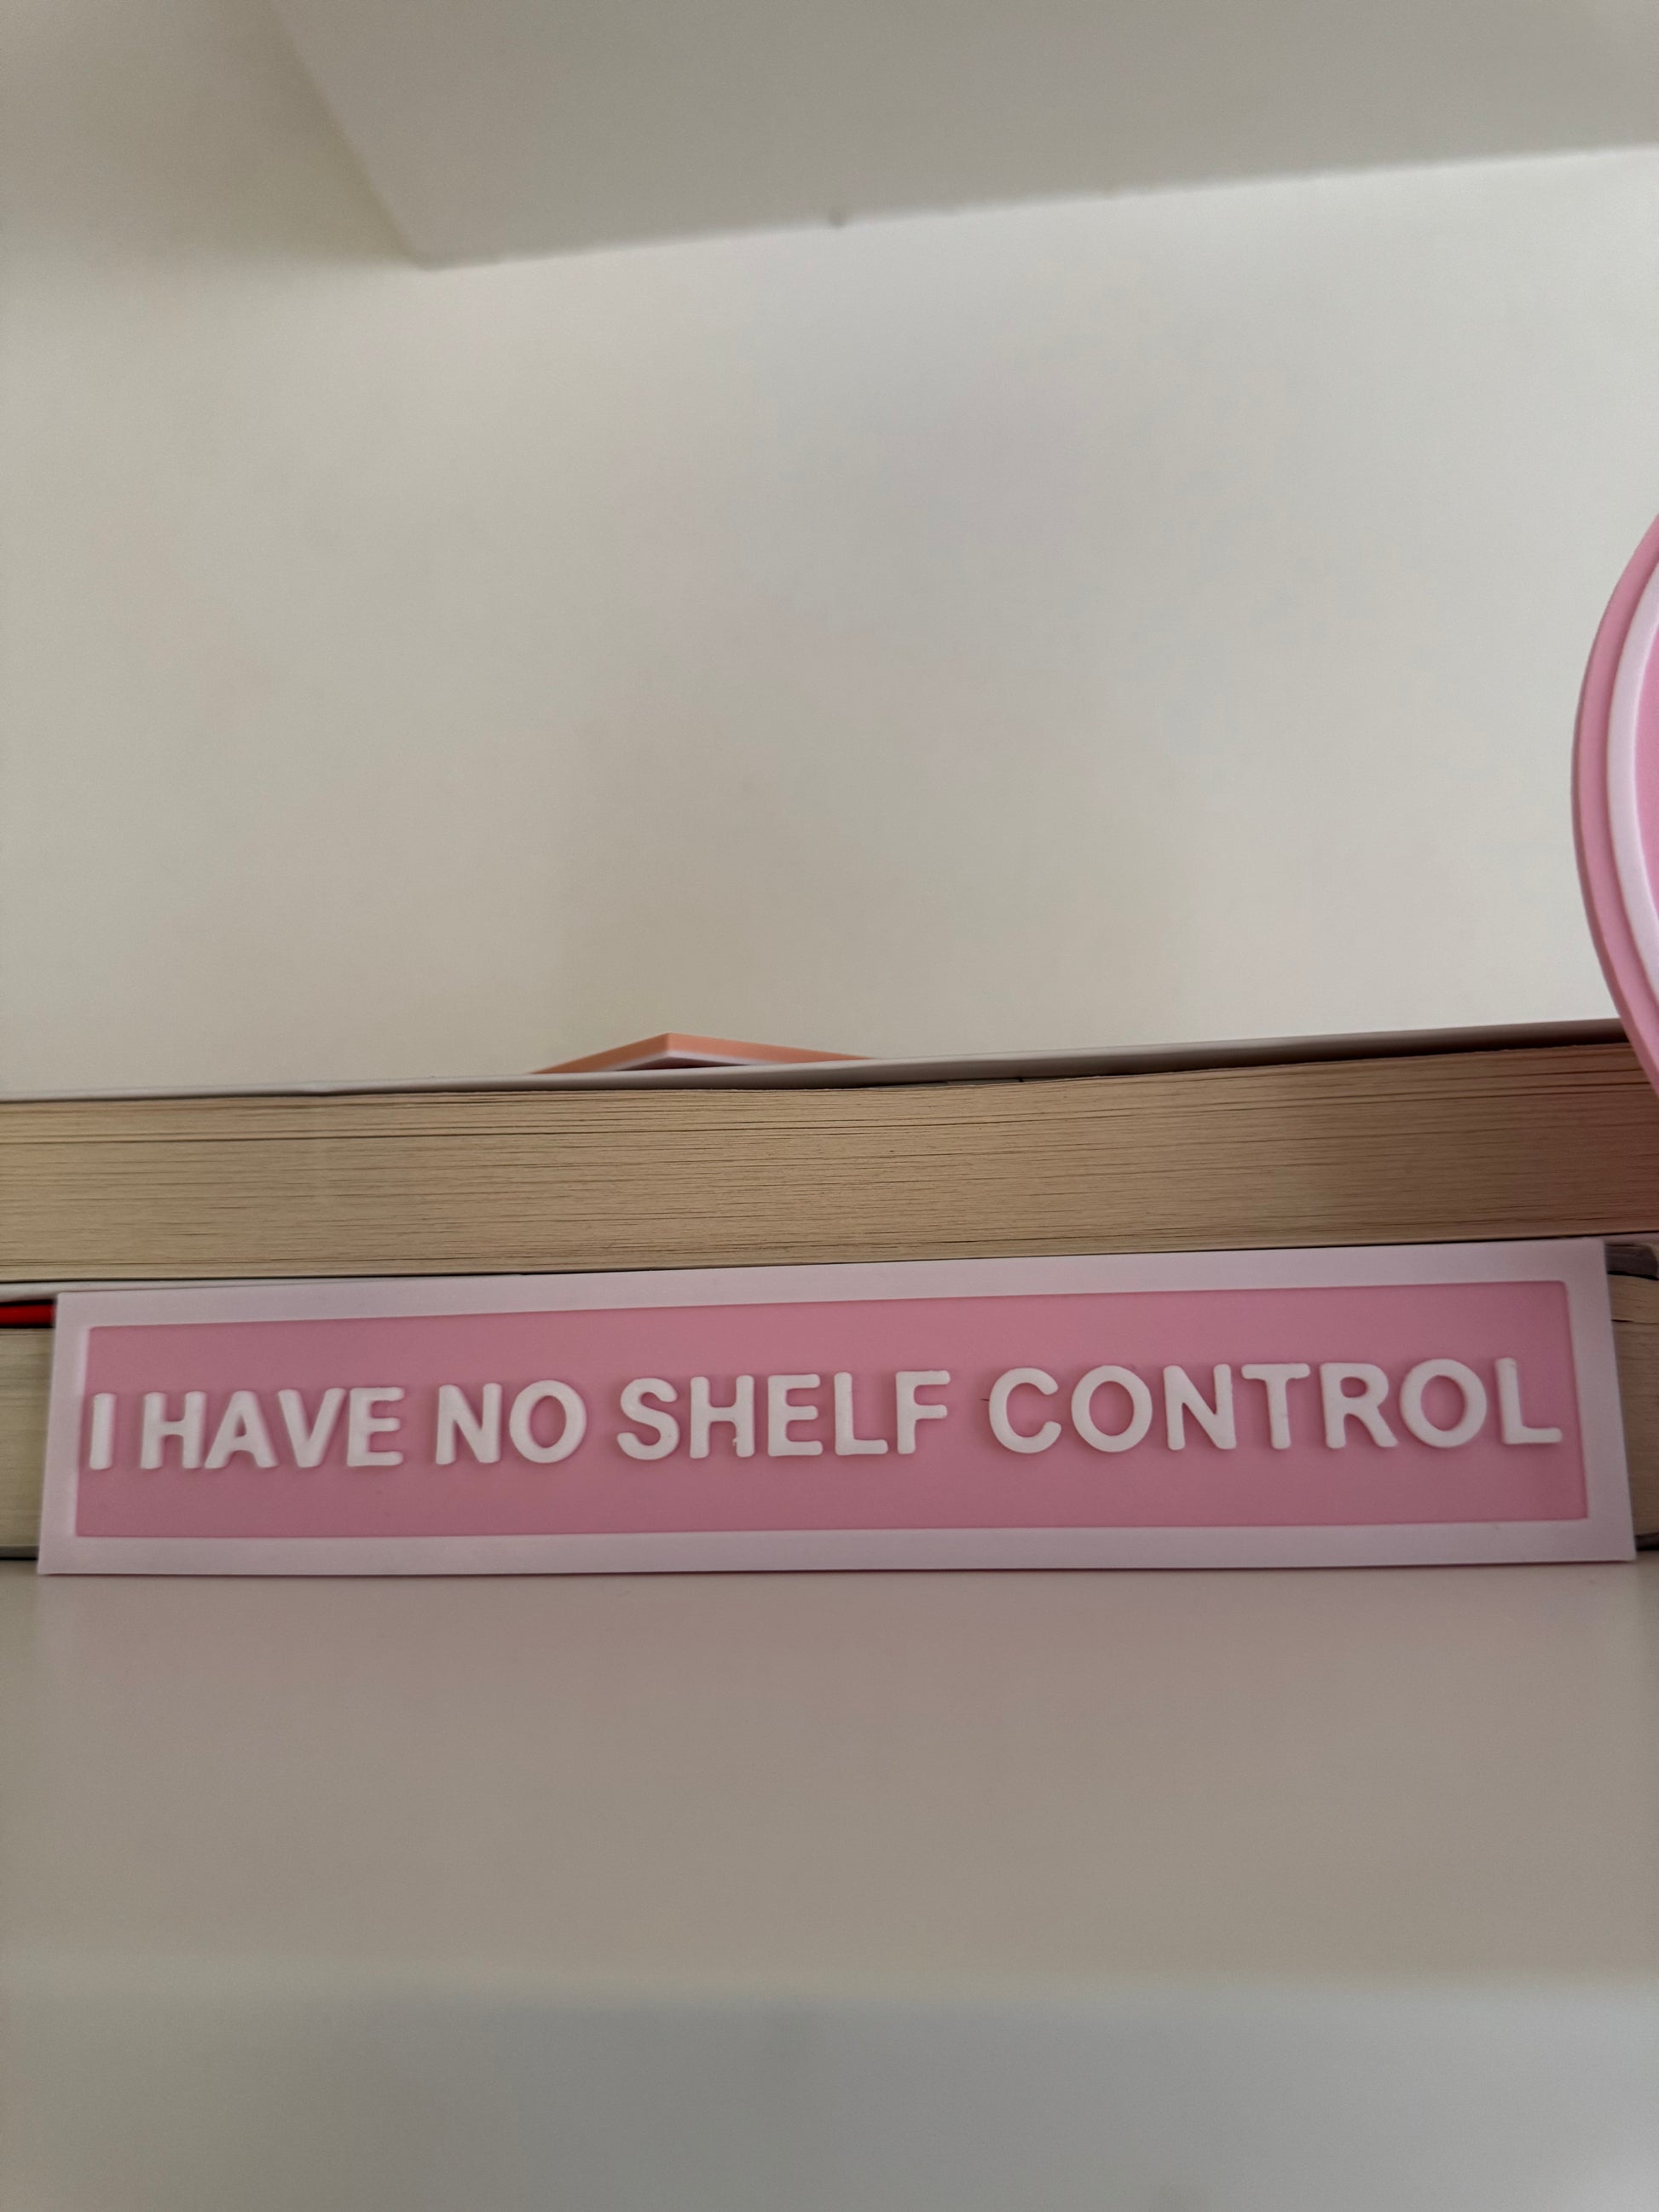 I HAVE NO SHELF CONTROL